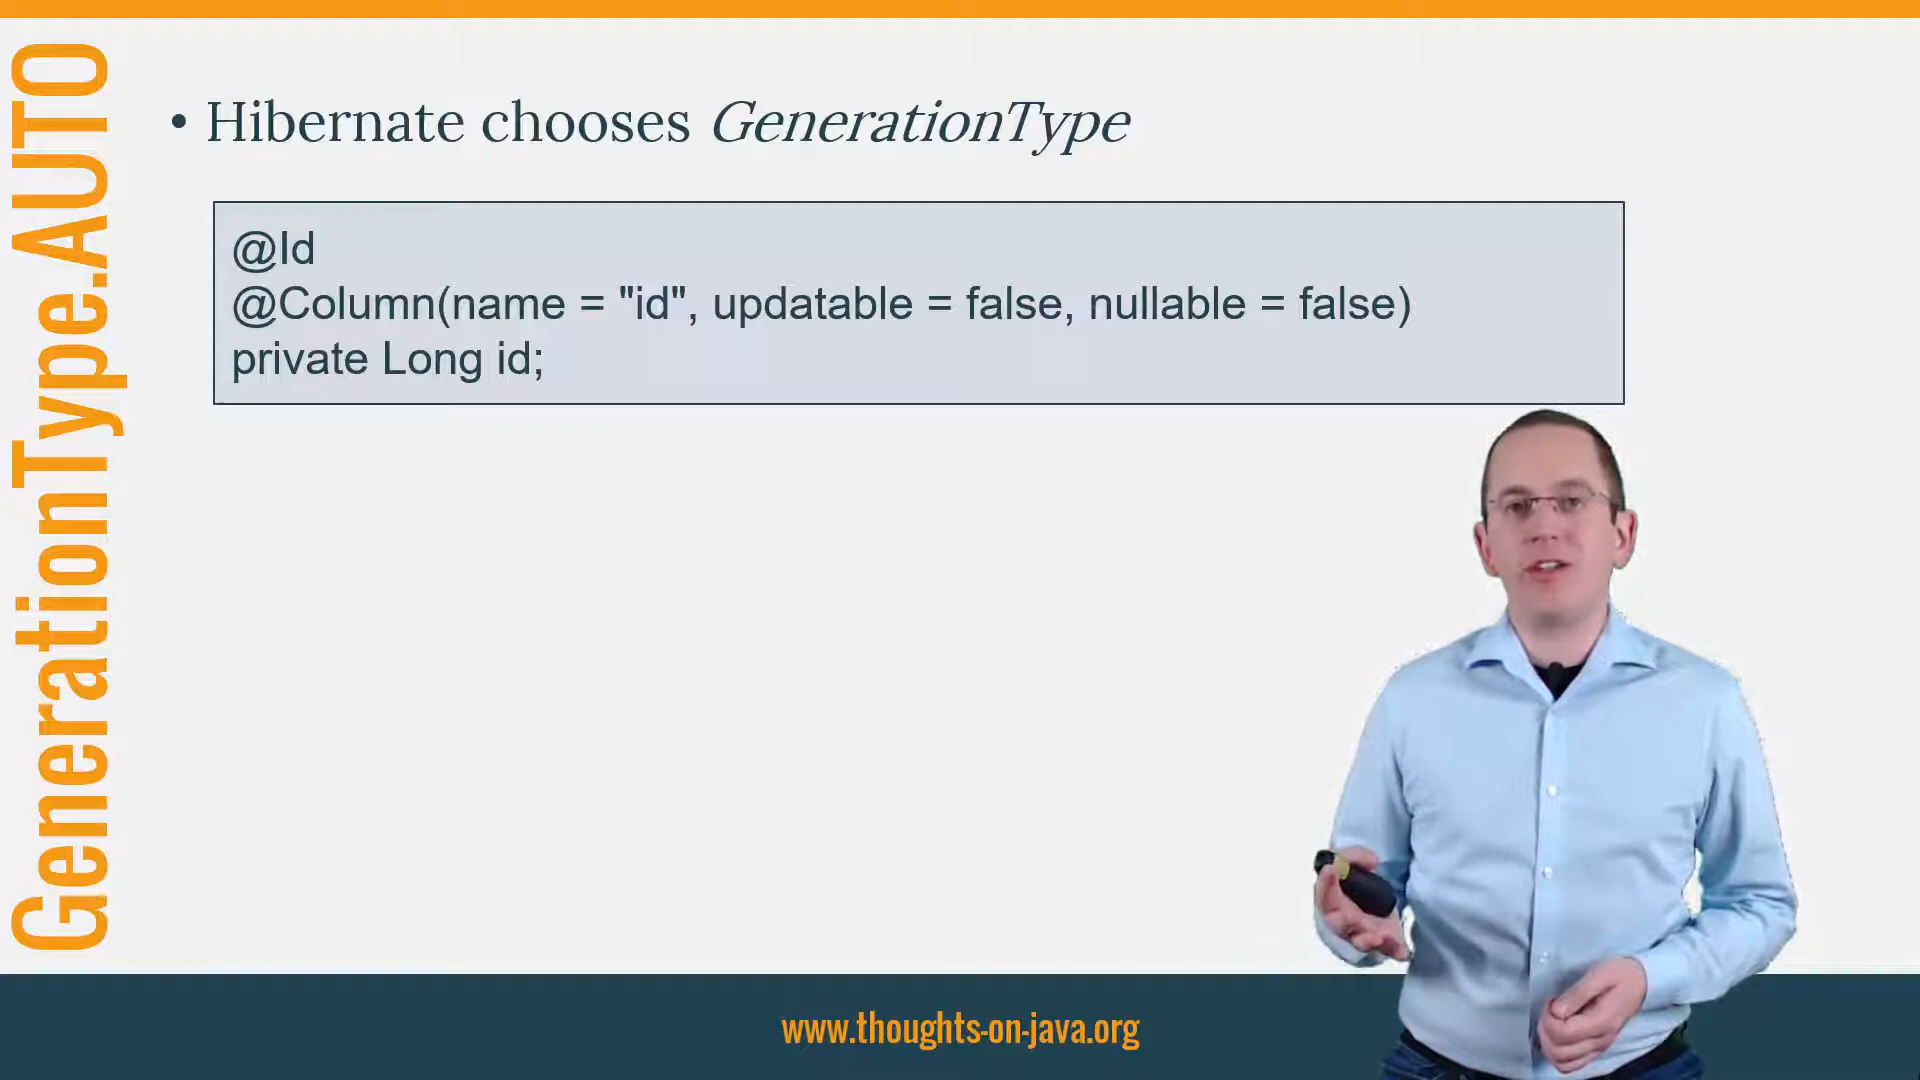 GenerationType.AUTO
• Hibernate chooses GenerationType
@Id
@Column(name = "id", updatable = false, nullable = false)
private Long id;
www.thoughts-on-java.org